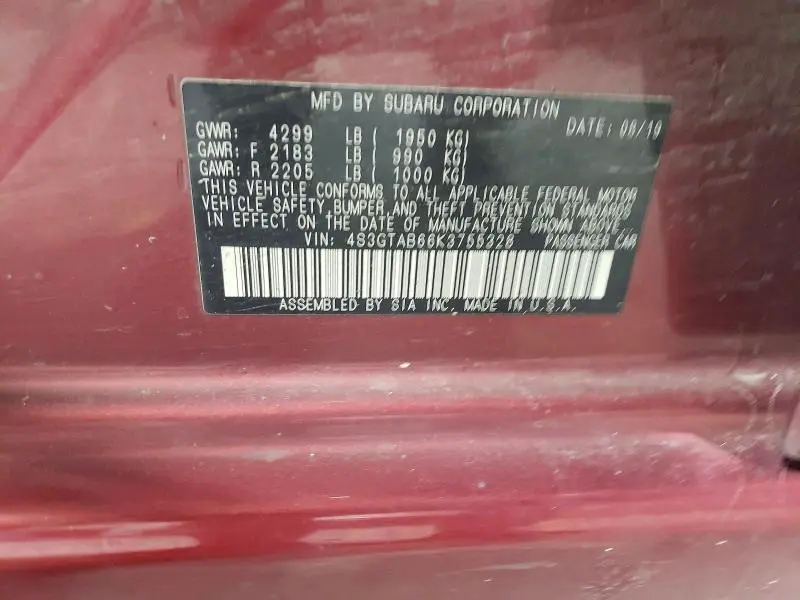 MFD BY SUBARU CORPORATION
DATE: 08/19
GVWR: 4299 LB ( 1950 KG)
GAWR: F 2183 LB ( 990 KG)
GAWR: R 2205 LB ( 1000 KG)
THIS VEHICLE CONFORMS TO ALL APPLICABLE FEDERAL MOTOR
VEHICLE SAFETY, BUMPER AND THEFT PREVENTION STANDARDS
IN EFFECT ON THE DATE OF MANUFACTURE SHOWN ABOVE.
VIN: 4S3GTAB66K3755328 PASSENGER CAR
ASSEMBLED BY SIA INC. MADE IN U.S.A.